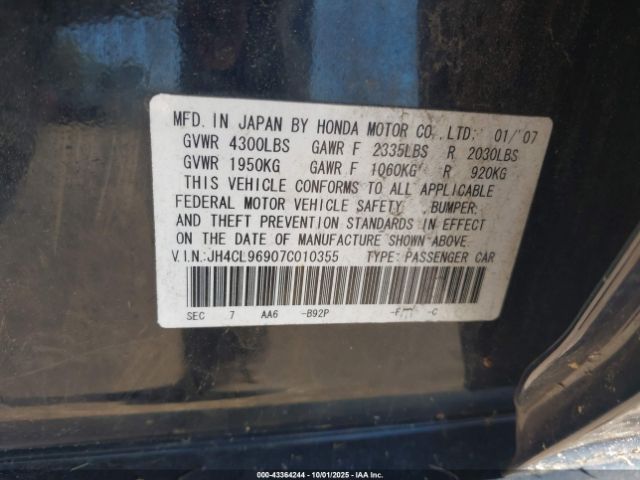 MFD. IN JAPAN BY HONDA MOTOR CO.,LTD. 01/'07
GVWR 4300LBS GAWR F 2335LBS R 2030LBS
GVWR 1950KG GAWR F 1060KG R 920KG
THIS VEHICLE CONFORMS TO ALL APPLICABLE
FEDERAL MOTOR VEHICLE SAFETY ,BUMPER,
AND THEFT PREVENTION STANDARDS IN EFFECT
ON THE DATE OF MANUFACTURE SHOWN ABOVE.
V.I.N.:JH4CL96907C010355 TYPE: PASSENGER CAR
SEC 7 AA6 -B92P -C
000-43364244 | 10/01/2025 - IAA Inc.